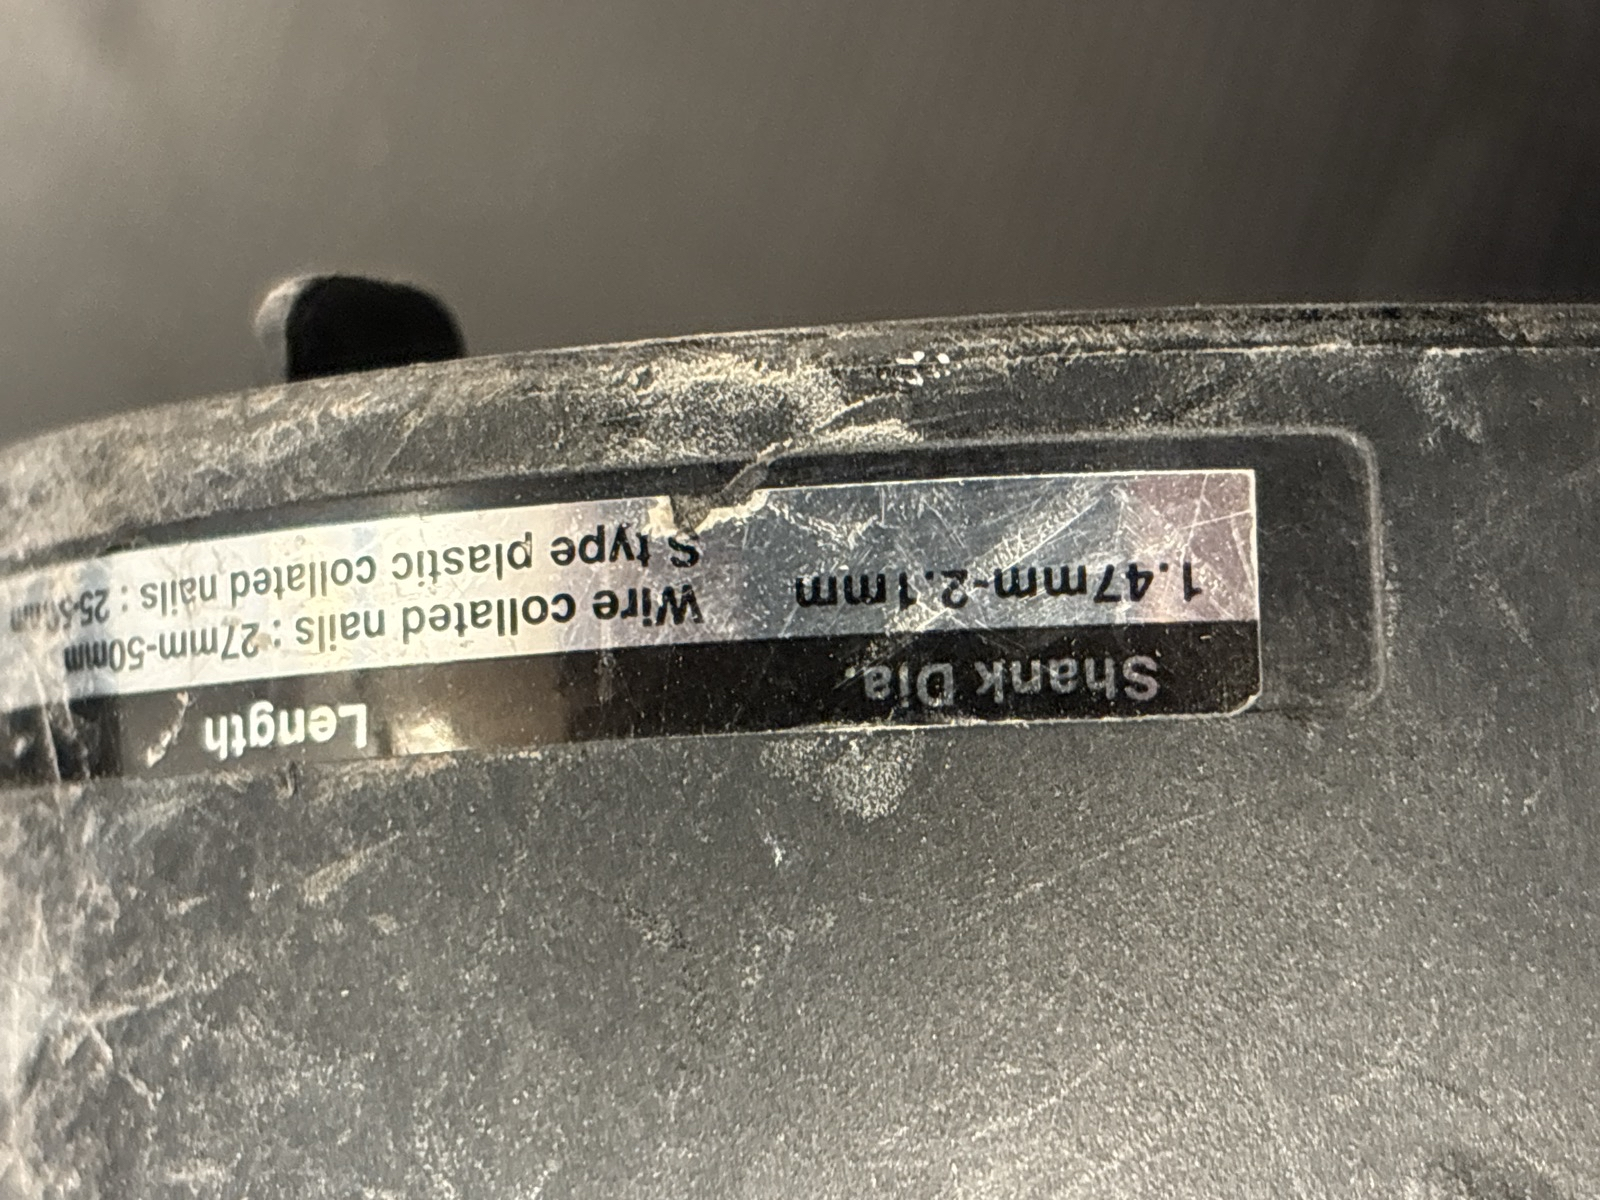 Shank Dia. Length
1.47mm-2.1mm Wire collated nails : 27mm-50mm
S type plastic collated nails : 25-50mm